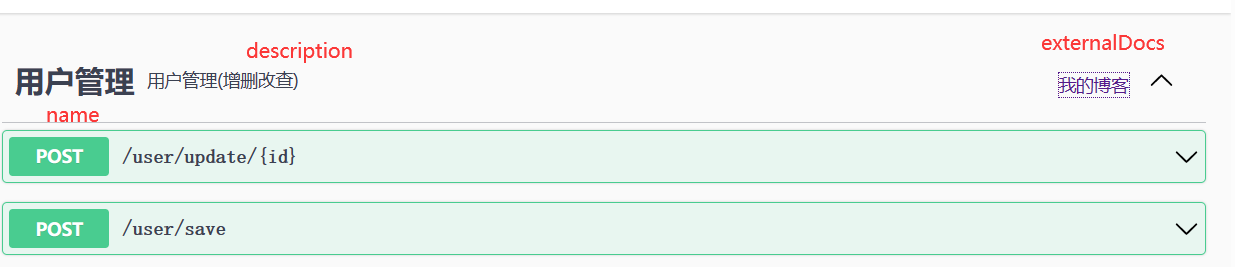 description
externalDocs
用户管理 用户管理(增删改查) 我的博客
name
POST /user/update/{id}
POST /user/save